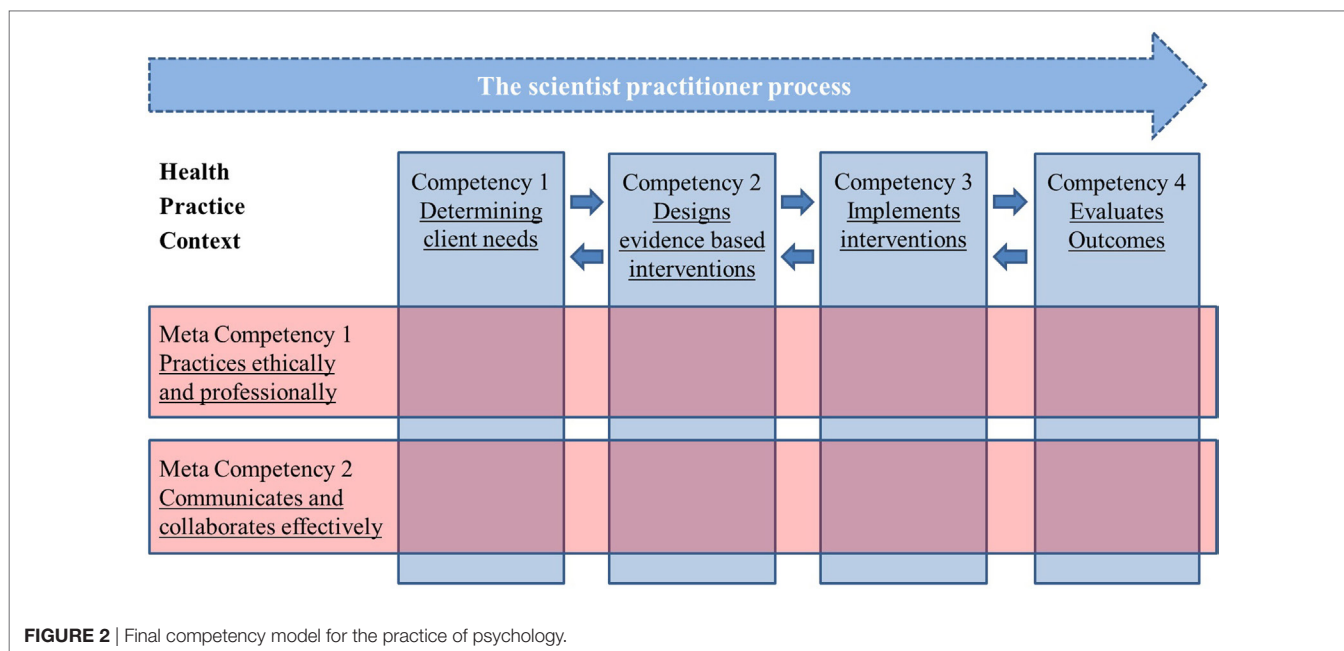 The scientist practitioner process
Health
Practice
Context
Competency 1
Determining
client needs
Competency 2
Designs
evidence based
interventions
Competency 3
Implements
interventions
Competency 4
Evaluates
Outcomes
Meta Competency 1
Practices ethically
and professionally
Meta Competency 2
Communicates and
collaborates effectively
FIGURE 2 | Final competency model for the practice of psychology.